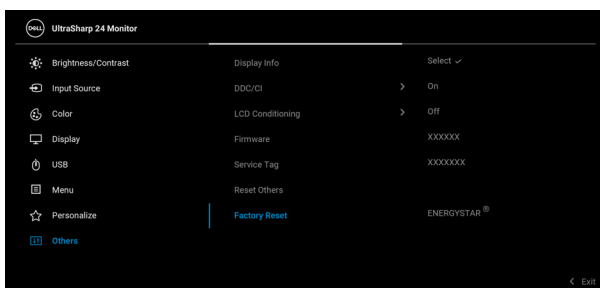 DELL UltraSharp 24 Monitor
Brightness/Contrast Display Info Select ✓
Input Source DDC/CI > On
Color LCD Conditioning > Off
Display Firmware XXXXXX
USB Service Tag XXXXXXX
Menu Reset Others
Personalize Factory Reset ENERGYSTAR ®
Others
< Exit